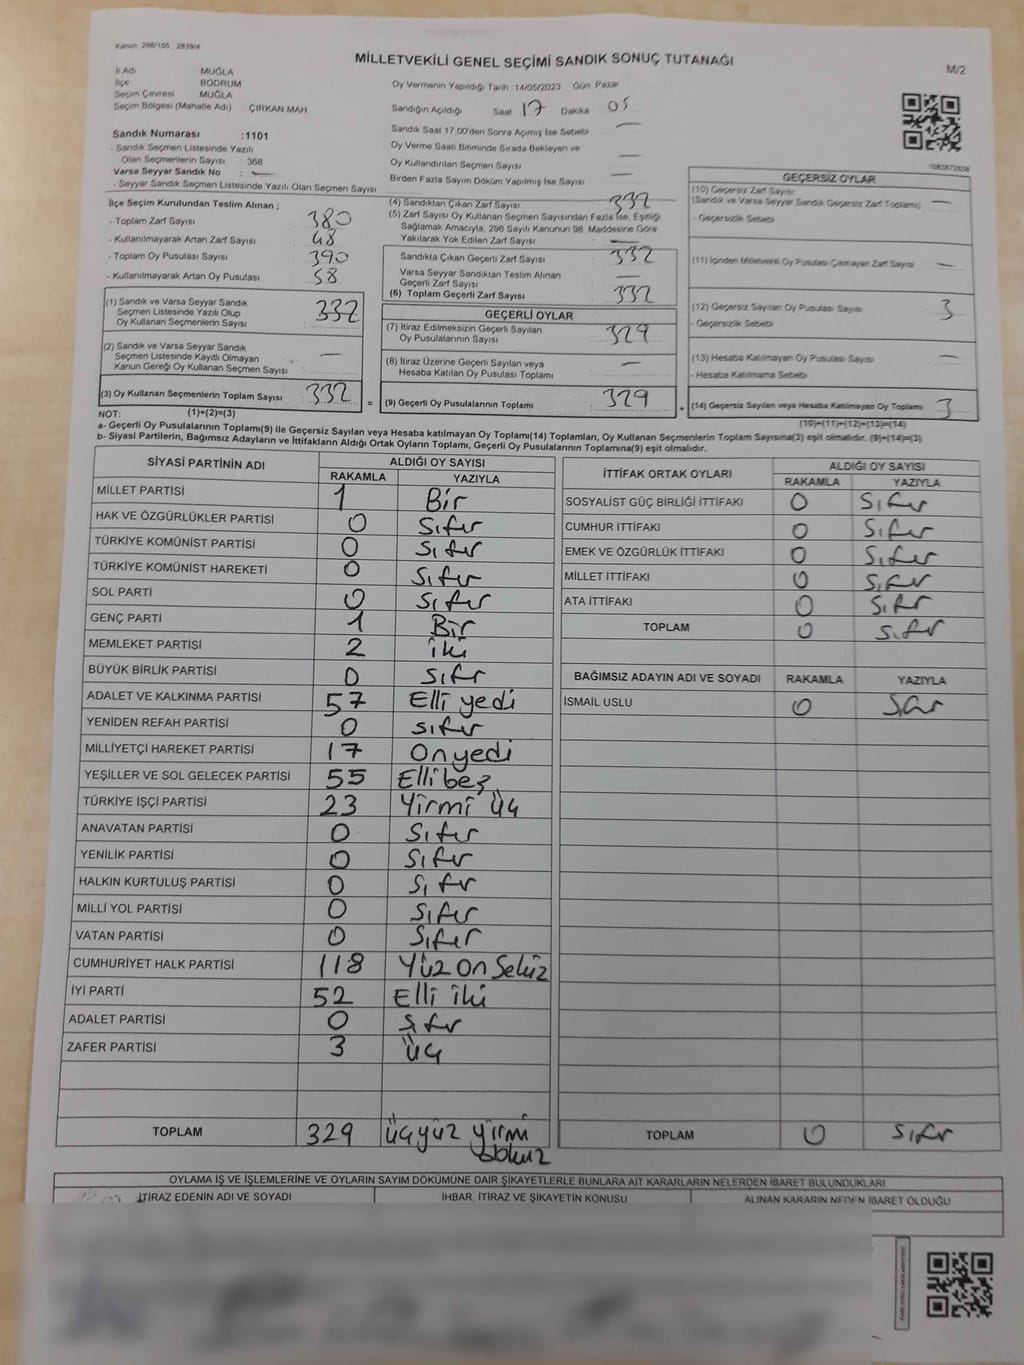 Kanun: 298/105 , 2839/4
MİLLETVEKİLİ GENEL SEÇİMİ SANDIK SONUÇ TUTANAĞI
M/2
İl Adı MUĞLA
İlçe BODRUM
Seçim Çevresi MUĞLA
Seçim Bölgesi (Mahalle Adı) ÇIRKAN MAH
Sandık Numarası :1101
- Sandık Seçmen Listesinde Yazılı
Olan Seçmenlerin Sayısı : 368
Varsa Seyyar Sandık No : —
- Seyyar Sandık Seçmen Listesinde Yazılı Olan Seçmen Sayısı
Oy Vermenin Yapıldığı Tarih :14/05/2023 Gün Pazar
Sandığın Açıldığı Saat 17 Dakika 05
Sandık Saat 17.00'den Sonra Açımış İse Sebebi —
Oy Verme Saati Bitiminde Sırada Bekleyen ve
Oy Kullandırılan Seçmen Sayısı —
Birden Fazla Sayım Döküm Yapılmış İse Sayısı —
İlçe Seçim Kurulundan Teslim Alınan ;
- Toplam Zarf Sayısı : 380
- Kullanılmayarak Artan Zarf Sayısı : 48
- Toplam Oy Pusulası Sayısı : 390
- Kullanılmayarak Artan Oy Pusulası : 58
(1) Sandık ve Varsa Seyyar Sandık
Seçmen Listesinde Yazılı Olup
Oy Kullanan Seçmenlerin Sayısı : 332
(2) Sandık ve Varsa Seyyar Sandık
Seçmen Listesinde Kayıtlı Olmayan
Kanun Gereği Oy Kullanan Seçmen Sayısı : —
(3) Oy Kullanan Seçmenlerin Toplam Sayısı : 332
(4) Sandıktan Çıkan Zarf Sayısı : 332
(5) Zarf Sayısı Oy Kullanan Seçmen Sayısından Fazla İse, Eşitliği
Sağlamak Amacıyla, 298 Sayılı Kanunun 98. Maddesine Göre
Yakılarak Yok Edilen Zarf Sayısı : —
Sandıkta Çıkan Geçerli Zarf Sayısı : 332
Varsa Seyyar Sandıktan Teslim Alınan
Geçerli Zarf Sayısı : —
(6) Toplam Geçerli Zarf Sayısı : 332
GEÇERLİ OYLAR
(7) İtiraz Edilmeksizin Geçerli Sayılan
Oy Pusulalarının Sayısı : 329
(8) İtiraz Üzerine Geçerli Sayılan veya
Hesaba Katılan Oy Pusulası Toplamı : —
= (9) Geçerli Oy Pusulalarının Toplamı : 329 +
GEÇERSİZ OYLAR
(10) Geçersiz Zarf Sayısı
(Sandık ve Varsa Seyyar Sandık Geçersiz Zarf Toplamı) : —
- Geçersizlik Sebebi
(11) İçinden Milletvekili Oy Pusulası Çıkmayan Zarf Sayısı : —
(12) Geçersiz Sayılan Oy Pusulası Sayısı : 3
- Geçersizlik Sebebi
(13) Hesaba Katılmayan Oy Pusulası Sayısı : —
- Hesaba Katılmama Sebebi
(14) Geçersiz Sayılan veya Hesaba Katılmayan Oy Toplamı : 3
NOT: (1)+(2)=(3) (10)+(11)+(12)+(13)=(14)
a- Geçerli Oy Pusulalarının Toplamı(9) ile Geçersiz Sayılan veya Hesaba katılmayan Oy Toplamı(14) Toplamları, Oy Kullanan Seçmenlerin Toplam Sayısına(3) eşit olmalıdır. (9)+(14)=(3)
b- Siyasi Partilerin, Bağımsız Adayların ve İttifakların Aldığı Ortak Oyların Toplamı, Geçerli Oy Pusulalarının Toplamına(9) eşit olmalıdır.
SİYASİ PARTİNİN ADI ALDIĞI OY SAYISI
RAKAMLA YAZIYLA
MİLLET PARTİSİ 1 Bir
HAK VE ÖZGÜRLÜKLER PARTİSİ 0 Sıfır
TÜRKİYE KOMÜNİST PARTİSİ 0 Sıfır
TÜRKİYE KOMÜNİST HAREKETİ 0 Sıfır
SOL PARTİ 0 Sıfır
GENÇ PARTİ 1 Bir
MEMLEKET PARTİSİ 2 iki
BÜYÜK BİRLİK PARTİSİ 0 Sıfır
ADALET VE KALKINMA PARTİSİ 57 Elli yedi
YENİDEN REFAH PARTİSİ 0 sıfır
MİLLİYETÇİ HAREKET PARTİSİ 17 Onyedi
YEŞİLLER VE SOL GELECEK PARTİSİ 55 Elli beş
TÜRKİYE İŞÇİ PARTİSİ 23 Yirmi üç
ANAVATAN PARTİSİ 0 Sıfır
YENİLİK PARTİSİ 0 Sıfır
HALKIN KURTULUŞ PARTİSİ 0 Sıfır
MİLLİ YOL PARTİSİ 0 Sıfır
VATAN PARTİSİ 0 Sıfır
CUMHURİYET HALK PARTİSİ 118 Yüz On Sekiz
İYİ PARTİ 52 Elli iki
ADALET PARTİSİ 0 Sıfır
ZAFER PARTİSİ 3 üç
TOPLAM 329 üçyüz yirmi
dokuz
İTTİFAK ORTAK OYLARI ALDIĞI OY SAYISI
RAKAMLA YAZIYLA
SOSYALİST GÜÇ BİRLİĞİ İTTİFAKI 0 Sıfır
CUMHUR İTTİFAKI 0 Sıfır
EMEK VE ÖZGÜRLÜK İTTİFAKI 0 Sıfır
MİLLET İTTİFAKI 0 Sıfır
ATA İTTİFAKI 0 Sıfır
TOPLAM 0 Sıfır
BAĞIMSIZ ADAYIN ADI VE SOYADI RAKAMLA YAZIYLA
İSMAİL USLU 0 Sıfır
TOPLAM 0 Sıfır
OYLAMA İŞ VE İŞLEMLERİNE VE OYLARIN SAYIM DÖKÜMÜNE DAİR ŞİKAYETLERLE BUNLARA AİT KARARLARIN NELERDEN İBARET BULUNDUKLARI
İTİRAZ EDENİN ADI VE SOYADI İHBAR, İTİRAZ VE ŞİKAYETİN KONUSU ALINAN KARARIN NEDEN İBARET OLDUĞU